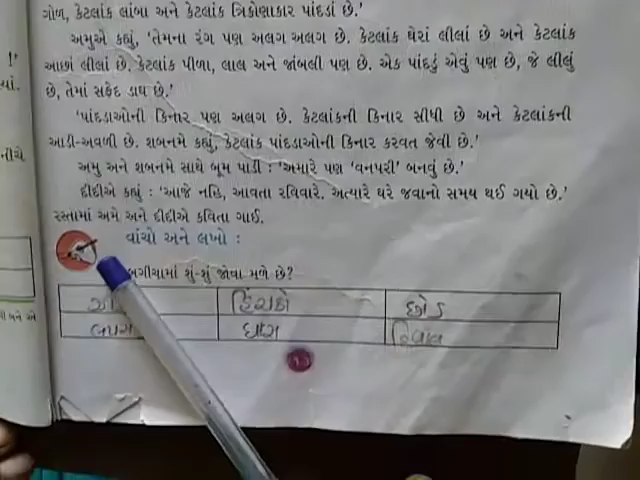 ગોળ, કેટલાંક લાંબા અને કેટલાંક ત્રિકોણાકાર પાંદડાં છે.'
અમુએ કહ્યું, 'તેમના રંગ પણ અલગ અલગ છે. કેટલાંક ઘેરાં લીલાં છે અને કેટલાંક
આછાં લીલાં છે. કેટલાંક પીળા, લાલ અને જાંબલી પણ છે. એક પાંદડું એવું પણ છે, જે લીલું
છે, તેમાં સફેદ ડાઘ છે.'
'પાંદડાઓની કિનાર પણ અલગ છે. કેટલાંકની કિનાર સીધી છે અને કેટલાંકની
આડી-અવળી છે. શબનમે કહ્યું, કેટલાંક પાંદડાઓની કિનાર કરવત જેવી છે.'
અમુ અને શબનમે સાથે બૂમ પાડી : 'અમારે પણ 'વનપરી' બનવું છે.'
દીદીએ કહ્યું : 'આજે નહિ, આવતા રવિવારે. અત્યારે ઘરે જવાનો સમય થઈ ગયો છે.'
રસ્તામાં અમે અને દીદીએ કવિતા ગાઈ.
વાંચો અને લખો :
બગીચામાં શું-શું જોવા મળે છે?
હિંચકો છોડ
ઘાસ